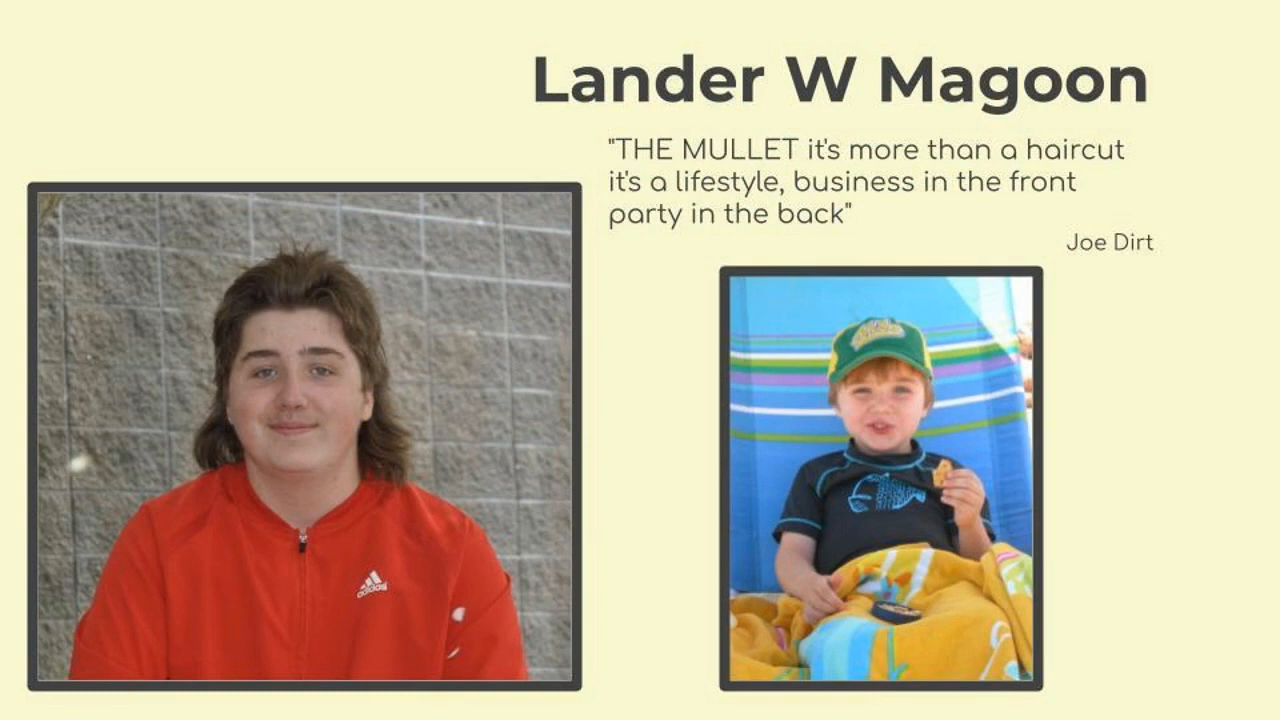 Lander W Magoon
"THE MULLET it's more than a haircut
it's a lifestyle, business in the front
party in the back"
Joe Dirt
adidas